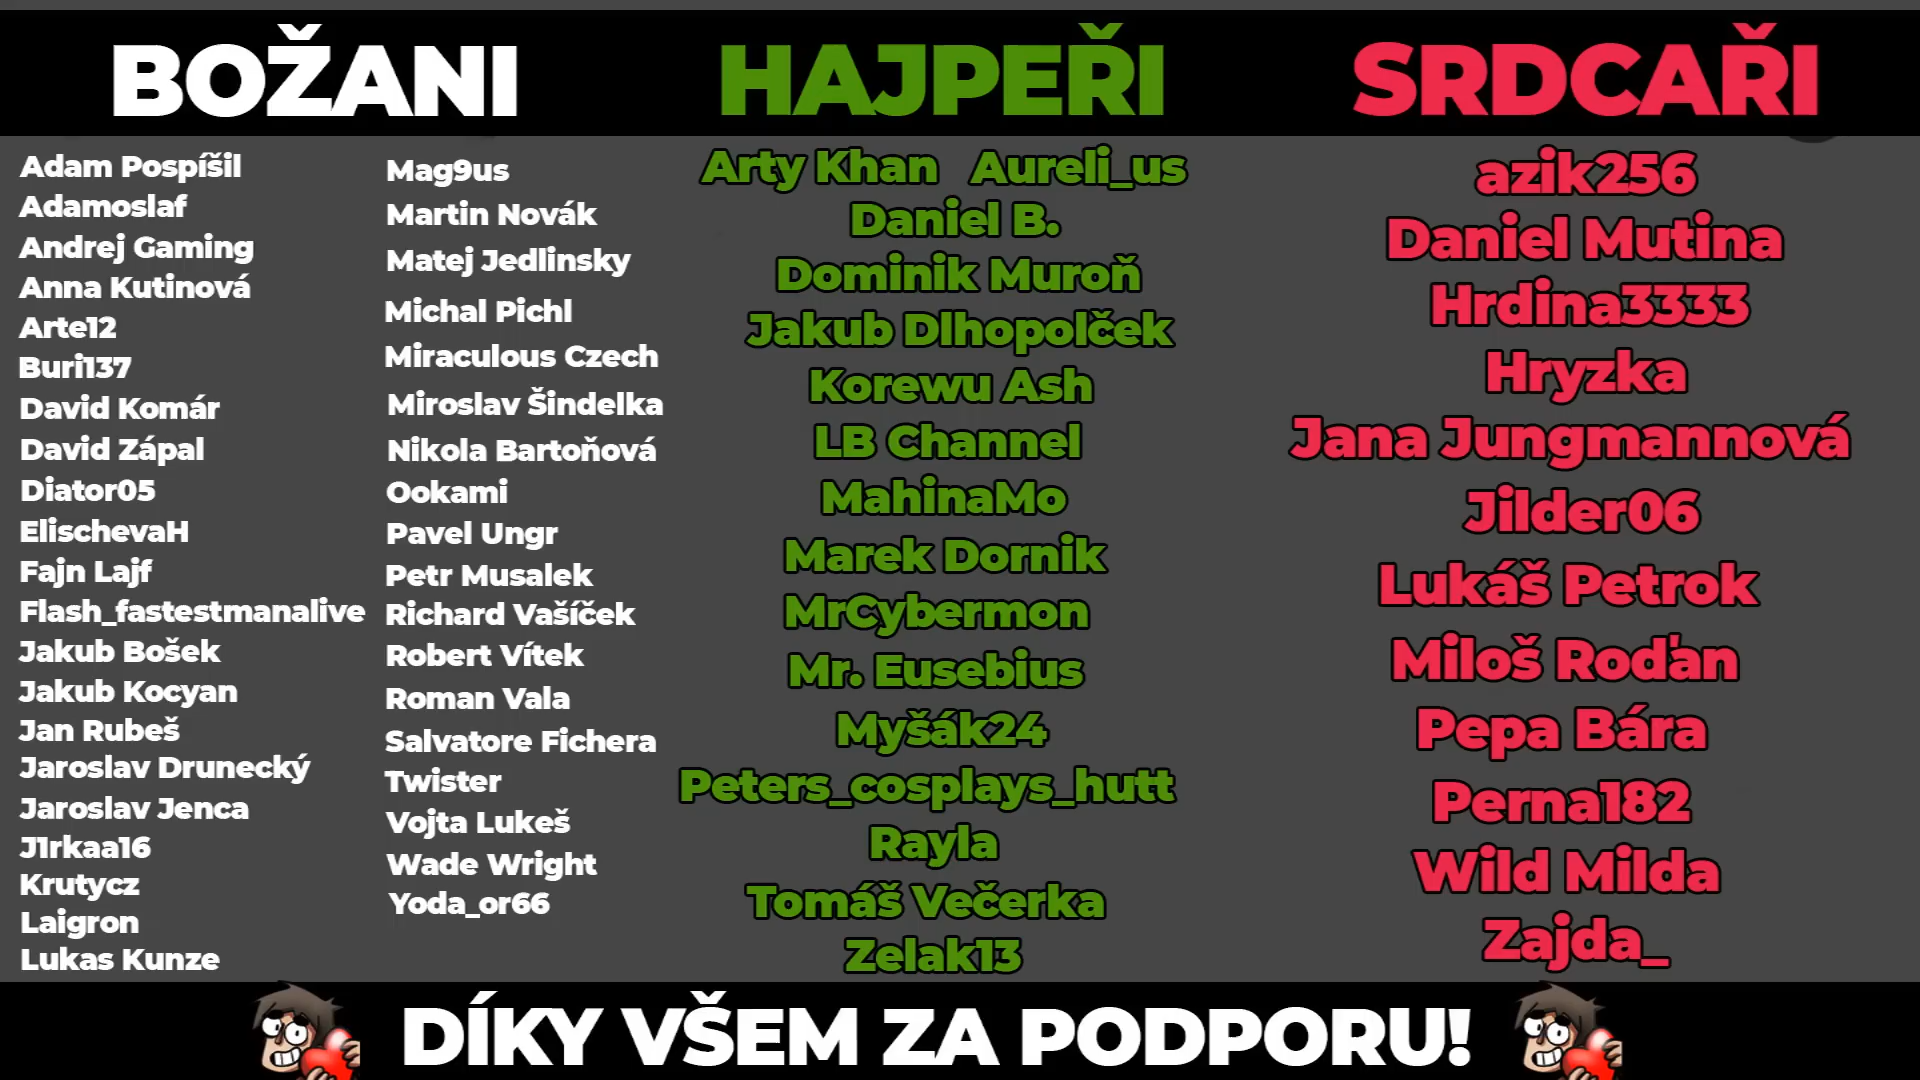 BOŽANI
HAJPEŘI
SRDCAŘI
Adam Pospíšil
Adamoslaf
Andrej Gaming
Anna Kutinová
Arte12
Buri137
David Komár
David Zápal
Diator05
ElischevaH
Fajn Lajf
Flash_fastestmanalive
Jakub Bošek
Jakub Kocyan
Jan Rubeš
Jaroslav Drunecký
Jaroslav Jenca
J1rkaa16
Krutycz
Laigron
Lukas Kunze
Mag9us
Martin Novák
Matej Jedlinsky
Michal Pichl
Miraculous Czech
Miroslav Šindelka
Nikola Bartoňová
Ookami
Pavel Ungr
Petr Musalek
Richard Vašíček
Robert Vítek
Roman Vala
Salvatore Fichera
Twister
Vojta Lukeš
Wade Wright
Yoda_or66
Arty Khan Aureli_us
Daniel B.
Dominik Muroň
Jakub Dlhopolček
Korewu Ash
LB Channel
MahinaMo
Marek Dornik
MrCybermon
Mr. Eusebius
Myšák24
Peters_cosplays_hutt
Rayla
Tomáš Večerka
Zelak13
azik256
Daniel Mutina
Hrdina3333
Hryzka
Jana Jungmannová
Jilder06
Lukáš Petrok
Miloš Roďan
Pepa Bára
Perna182
Wild Milda
Zajda_
DÍKY VŠEM ZA PODPORU!